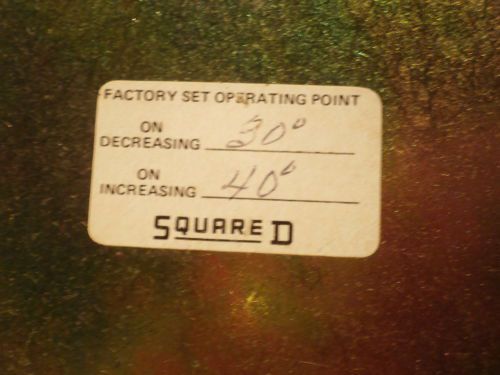 FACTORY SET OPERATING POINT
ON
DECREASING 30°
ON
INCREASING 40°
SQUARE D